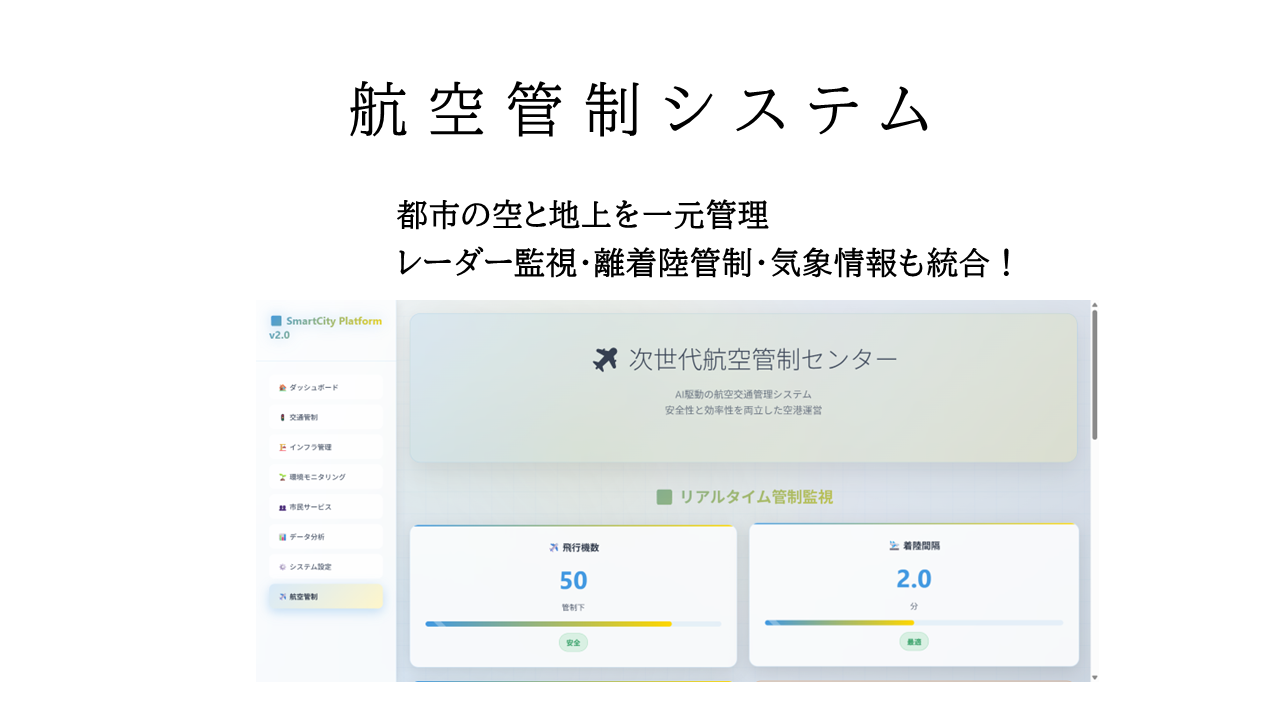 航空管制システム
都市の空と地上を一元管理
レーダー監視・離着陸管制・気象情報も統合！
SmartCity Platform
v2.0
ダッシュボード
交通管制
インフラ管理
環境モニタリング
市民サービス
データ分析
システム設定
航空管制
次世代航空管制センター
AI駆動の航空交通管理システム
安全性と効率性を両立した空港運営
リアルタイム管制監視
飛行機数
50
管制下
安全
着陸間隔
2.0
分
最適